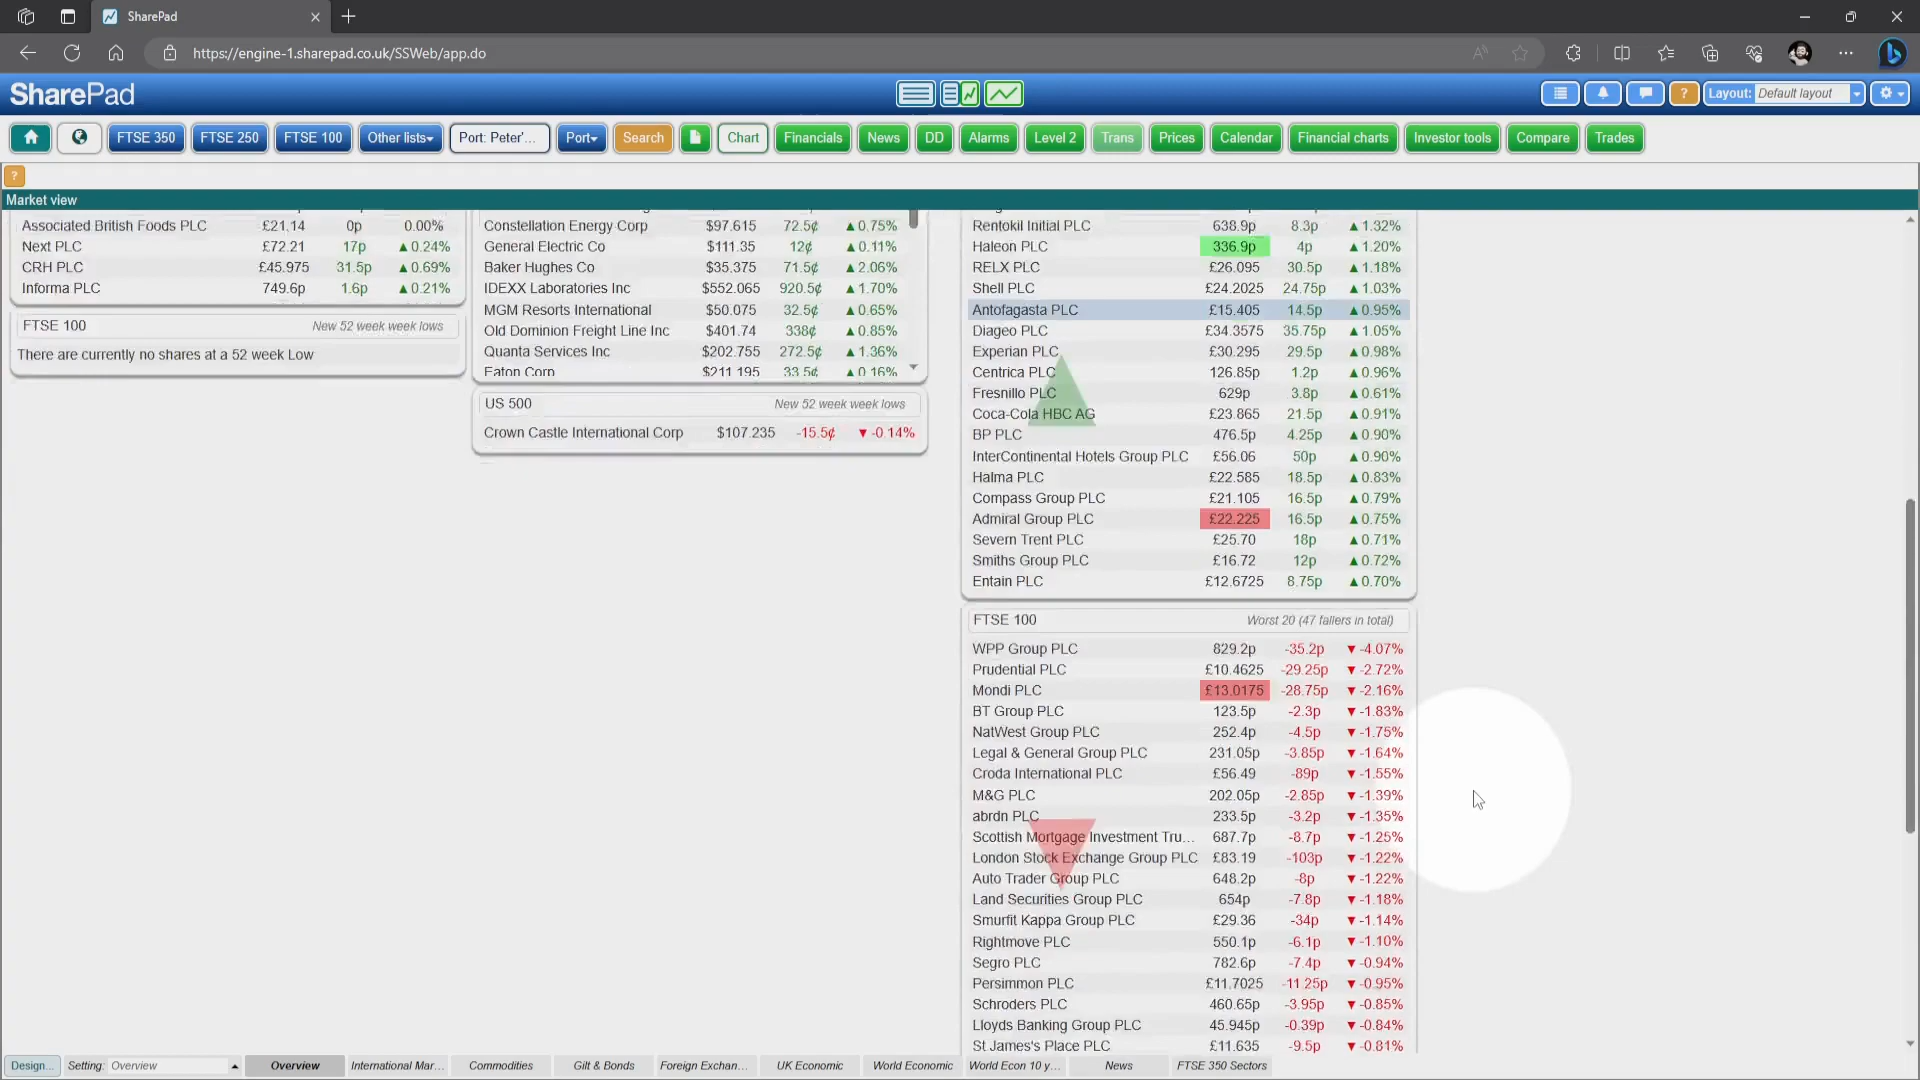 SharePad
https://engine-1.sharepad.co.uk/SSWeb/app.do
SharePad
Layout: Default layout
FTSE 350 FTSE 250 FTSE 100 Other lists Port: Peter'... Port Search Chart Financials News DD Alarms Level 2 Trans Prices Calendar Financial charts Investor tools Compare Trades
?
Market view
Associated British Foods PLC £21.14 0p 0.00%
Next PLC £72.21 17p ▲0.24%
CRH PLC £45.975 31.5p ▲0.69%
Informa PLC 749.6p 1.6p ▲0.21%
FTSE 100 New 52 week week lows
There are currently no shares at a 52 week Low
Constellation Energy Corp $97.615 72.5¢ ▲0.75%
General Electric Co $111.35 12¢ ▲0.11%
Baker Hughes Co $35.375 71.5¢ ▲2.06%
IDEXX Laboratories Inc $552.065 920.5¢ ▲1.70%
MGM Resorts International $50.075 32.5¢ ▲0.65%
Old Dominion Freight Line Inc $401.74 338¢ ▲0.85%
Quanta Services Inc $202.755 272.5¢ ▲1.36%
Eaton Corp $211.195 33.5¢ ▲0.16%
US 500 New 52 week week lows
Crown Castle International Corp $107.235 -15.5¢ ▼-0.14%
Rentokil Initial PLC 638.9p 8.3p ▲1.32%
Haleon PLC 336.9p 4p ▲1.20%
RELX PLC £26.095 30.5p ▲1.18%
Shell PLC £24.2025 24.75p ▲1.03%
Antofagasta PLC £15.405 14.5p ▲0.95%
Diageo PLC £34.3575 35.75p ▲1.05%
Experian PLC £30.295 29.5p ▲0.98%
Centrica PLC 126.85p 1.2p ▲0.96%
Fresnillo PLC 629p 3.8p ▲0.61%
Coca-Cola HBC AG £23.865 21.5p ▲0.91%
BP PLC 476.5p 4.25p ▲0.90%
InterContinental Hotels Group PLC £56.06 50p ▲0.90%
Halma PLC £22.585 18.5p ▲0.83%
Compass Group PLC £21.105 16.5p ▲0.79%
Admiral Group PLC £22.225 16.5p ▲0.75%
Severn Trent PLC £25.70 18p ▲0.71%
Smiths Group PLC £16.72 12p ▲0.72%
Entain PLC £12.6725 8.75p ▲0.70%
FTSE 100 Worst 20 (47 fallers in total)
WPP Group PLC 829.2p -35.2p ▼-4.07%
Prudential PLC £10.4625 -29.25p ▼-2.72%
Mondi PLC £13.0175 -28.75p ▼-2.16%
BT Group PLC 123.5p -2.3p ▼-1.83%
NatWest Group PLC 252.4p -4.5p ▼-1.75%
Legal & General Group PLC 231.05p -3.85p ▼-1.64%
Croda International PLC £56.49 -89p ▼-1.55%
M&G PLC 202.05p -2.85p ▼-1.39%
abrdn PLC 233.5p -3.2p ▼-1.35%
Scottish Mortgage Investment Tru... 687.7p -8.7p ▼-1.25%
London Stock Exchange Group PLC £83.19 -103p ▼-1.22%
Auto Trader Group PLC 648.2p -8p ▼-1.22%
Land Securities Group PLC 654p -7.8p ▼-1.18%
Smurfit Kappa Group PLC £29.36 -34p ▼-1.14%
Rightmove PLC 550.1p -6.1p ▼-1.10%
Segro PLC 782.6p -7.4p ▼-0.94%
Persimmon PLC £11.7025 -11.25p ▼-0.95%
Schroders PLC 460.65p -3.95p ▼-0.85%
Lloyds Banking Group PLC 45.945p -0.39p ▼-0.84%
St James's Place PLC £11.635 -9.5p ▼-0.81%
Design... Setting: Overview Overview International Mar... Commodities Gilt & Bonds Foreign Exchan... UK Economic World Economic World Econ 10 y... News FTSE 350 Sectors